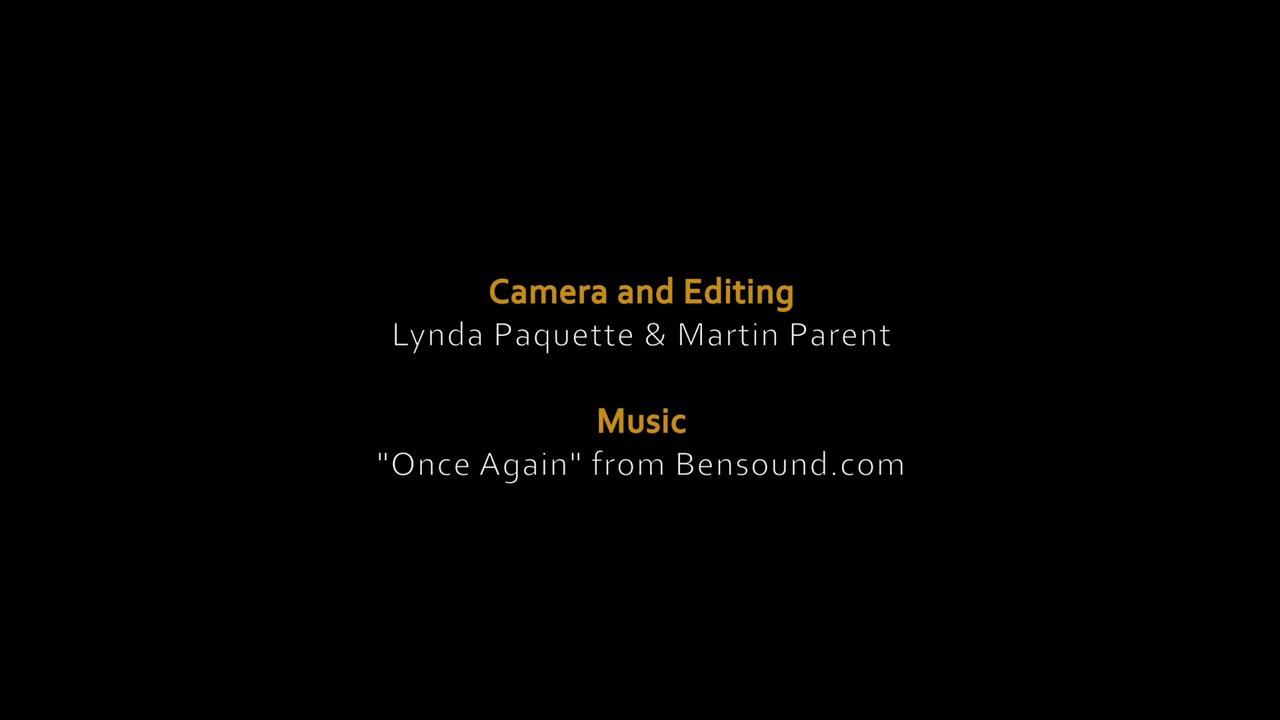 Camera and Editing
Lynda Paquette & Martin Parent
Music
"Once Again" from Bensound.com